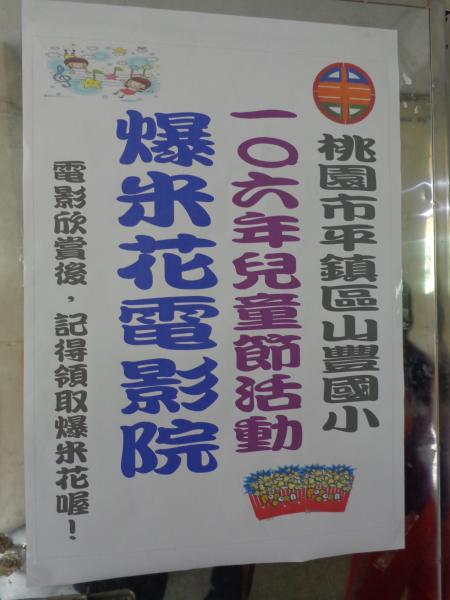 桃園市平鎮區山豐國小
一〇六年兒童節活動
爆米花電影院
電影欣賞後，記得領取爆米花喔！